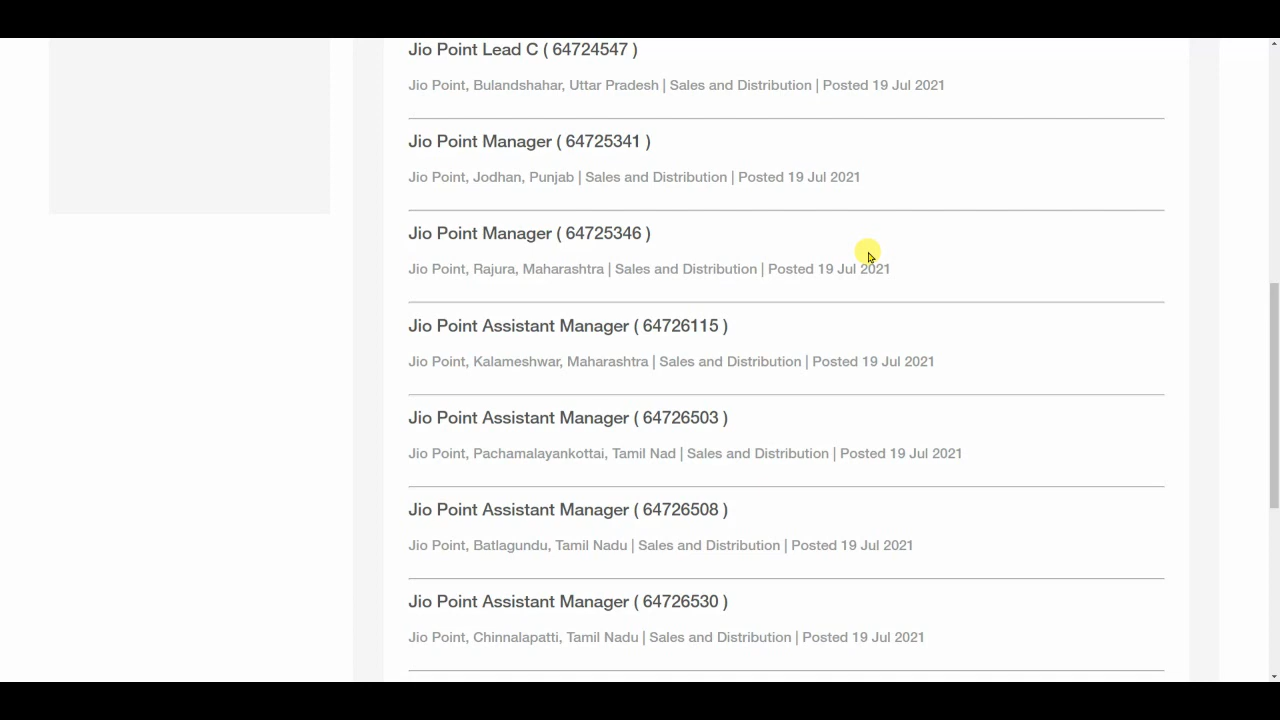 Jio Point Lead C ( 64724547 )
Jio Point, Bulandshahar, Uttar Pradesh | Sales and Distribution | Posted 19 Jul 2021
Jio Point Manager ( 64725341 )
Jio Point, Jodhan, Punjab | Sales and Distribution | Posted 19 Jul 2021
Jio Point Manager ( 64725346 )
Jio Point, Rajura, Maharashtra | Sales and Distribution | Posted 19 Jul 2021
Jio Point Assistant Manager ( 64726115 )
Jio Point, Kalameshwar, Maharashtra | Sales and Distribution | Posted 19 Jul 2021
Jio Point Assistant Manager ( 64726503 )
Jio Point, Pachamalayankottai, Tamil Nad | Sales and Distribution | Posted 19 Jul 2021
Jio Point Assistant Manager ( 64726508 )
Jio Point, Batlagundu, Tamil Nadu | Sales and Distribution | Posted 19 Jul 2021
Jio Point Assistant Manager ( 64726530 )
Jio Point, Chinnalapatti, Tamil Nadu | Sales and Distribution | Posted 19 Jul 2021